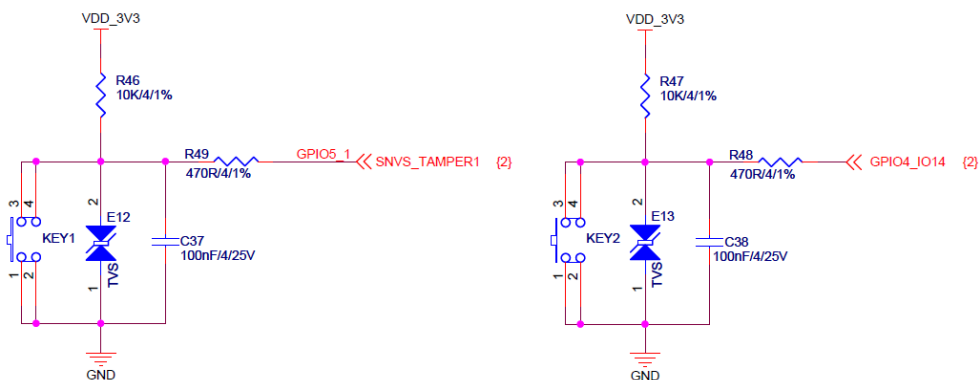 VDD_3V3
R46
10K/4/1%
R49
GPIO5_1
SNVS_TAMPER1 {2}
470R/4/1%
3
4
2
E12
KEY1
C37
100nF/4/25V
1
2
1
TVS
GND
VDD_3V3
R47
10K/4/1%
R48
GPIO4_IO14 {2}
470R/4/1%
3
4
2
E13
KEY2
C38
100nF/4/25V
1
2
1
TVS
GND